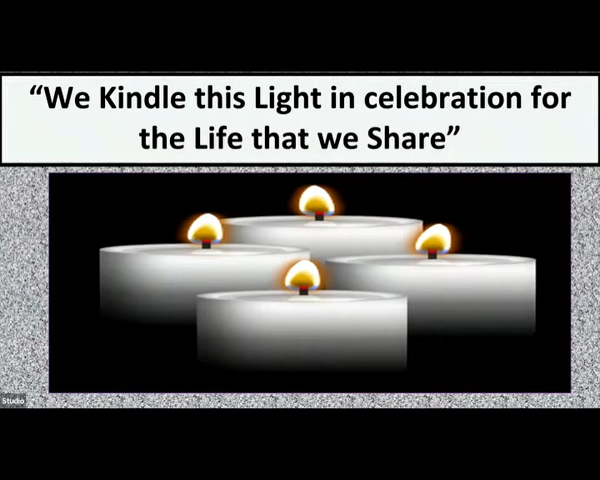 “We Kindle this Light in celebration for
the Life that we Share”
Studio